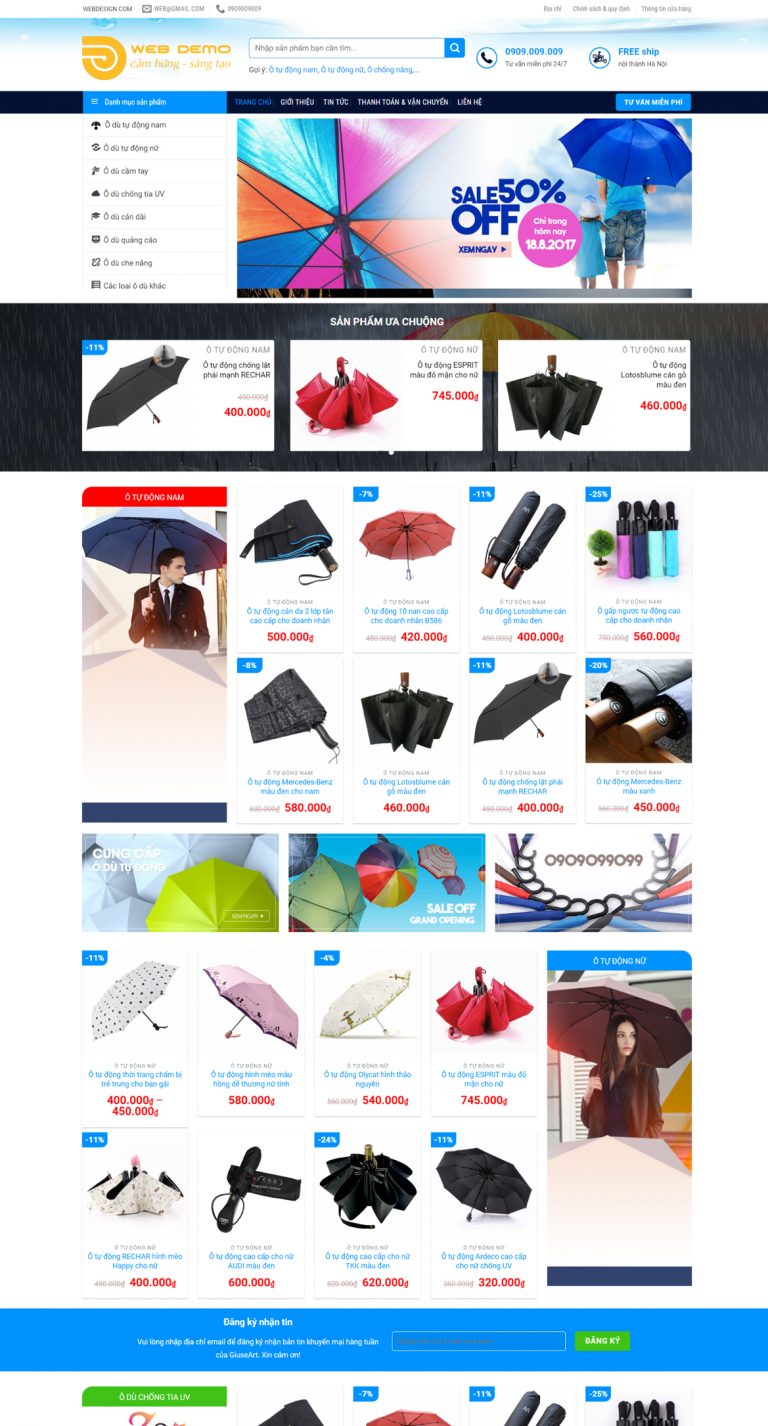 WEBDESIGN.COM
WEB@GMAIL.COM
0909009009
Địa chỉ
Chính sách & quy định
Thông tin cửa hàng
WEB DEMO
cảm hứng - sáng tạo
Nhập sản phẩm bạn cần tìm...
Gợi ý: Ô tự động nam, Ô tự động nữ, Ô chống nắng,...
0909.009.009
Tư vấn miễn phí 24/7
FREE ship
nội thành Hà Nội
Danh mục sản phẩm
TRANG CHỦ
GIỚI THIỆU
TIN TỨC
THANH TOÁN & VẬN CHUYỂN
LIÊN HỆ
TƯ VẤN MIỄN PHÍ
Ô dù tự động nam
Ô dù tự động nữ
Ô dù cầm tay
Ô dù chống tia UV
Ô dù cán dài
Ô dù quảng cáo
Ô dù che nắng
Các loại ô dù khác
SALE 50%
OFF
XEM NGAY
Chỉ trong
hôm nay
18.8.2017
SẢN PHẨM ƯA CHUỘNG
-11%
Ô TỰ ĐỘNG NAM
Ô tự động chống lật
phải mạnh RECHAR
450.000₫
400.000₫
Ô TỰ ĐỘNG NỮ
Ô tự động ESPRIT
màu đỏ mận cho nữ
745.000₫
Ô TỰ ĐỘNG NAM
Ô tự động
Lotosblume cán gỗ
màu đen
460.000₫
Ô TỰ ĐỘNG NAM
Ô TỰ ĐỘNG NAM
Ô tự động cán da 2 lớp tán
cao cấp cho doanh nhân
500.000₫
-7%
Ô TỰ ĐỘNG NAM
Ô tự động 10 nan cao cấp
cho doanh nhân B586
450.000₫ 420.000₫
-11%
Ô TỰ ĐỘNG NAM
Ô tự động Lotosblume cán
gỗ màu đen
450.000₫ 400.000₫
-25%
Ô TỰ ĐỘNG NAM
Ô gấp ngược tự động cao
cấp cho doanh nhân
750.000₫ 560.000₫
-8%
Ô TỰ ĐỘNG NAM
Ô tự động Mercedes-Benz
màu đen cho nam
630.000₫ 580.000₫
Ô TỰ ĐỘNG NAM
Ô tự động Lotosblume cán
gỗ màu đen
460.000₫
-11%
Ô TỰ ĐỘNG NAM
Ô tự động chống lật phải
mạnh RECHAR
450.000₫ 400.000₫
-20%
Ô TỰ ĐỘNG NAM
Ô tự động Mercedes-Benz
màu xanh
560.000₫ 450.000₫
CUNG CẤP
Ô DÙ TỰ ĐỘNG
XEM NGAY
SALE OFF
GRAND OPENING
0909099099
-11%
Ô TỰ ĐỘNG NỮ
Ô tự động thời trang chấm bi
trẻ trung cho bạn gái
400.000₫ –
450.000₫
Ô TỰ ĐỘNG NỮ
Ô tự động hình mèo màu
hồng dễ thương nữ tính
580.000₫
-4%
Ô TỰ ĐỘNG NỮ
Ô tự động Olycat hình thảo
nguyên
560.000₫ 540.000₫
Ô TỰ ĐỘNG NỮ
Ô tự động ESPRIT màu đỏ
mận cho nữ
745.000₫
Ô TỰ ĐỘNG NỮ
-11%
Ô TỰ ĐỘNG NỮ
Ô tự động RECHAR hình mèo
Happy cho nữ
450.000₫ 400.000₫
Ô TỰ ĐỘNG NỮ
Ô tự động cao cấp cho nữ
AUDI màu đen
600.000₫
-24%
Ô TỰ ĐỘNG NỮ
Ô tự động cao cấp cho nữ
TKK màu đen
820.000₫ 620.000₫
-11%
Ô TỰ ĐỘNG NỮ
Ô tự động Ardeco cao cấp
cho nữ chống UV
360.000₫ 320.000₫
Đăng ký nhận tin
Vui lòng nhập địa chỉ email để đăng ký nhận bản tin khuyến mại hàng tuần
của GiuseArt. Xin cảm ơn!
ĐĂNG KÝ
Ô DÙ CHỐNG TIA UV
-7%
-11%
-25%